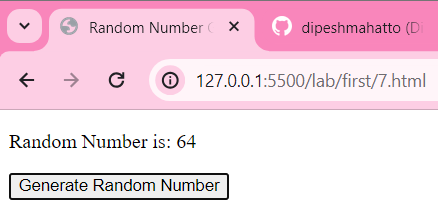 Random Number
dipeshmahatto (Di
127.0.0.1:5500/lab/first/7.html
Random Number is: 64
Generate Random Number